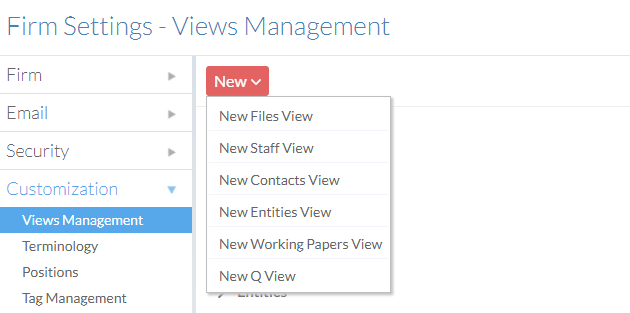 Firm Settings - Views Management
Firm
Email
Security
Customization
Views Management
Terminology
Positions
Tag Management
New
New Files View
New Staff View
New Contacts View
New Entities View
New Working Papers View
New Q View
Entities